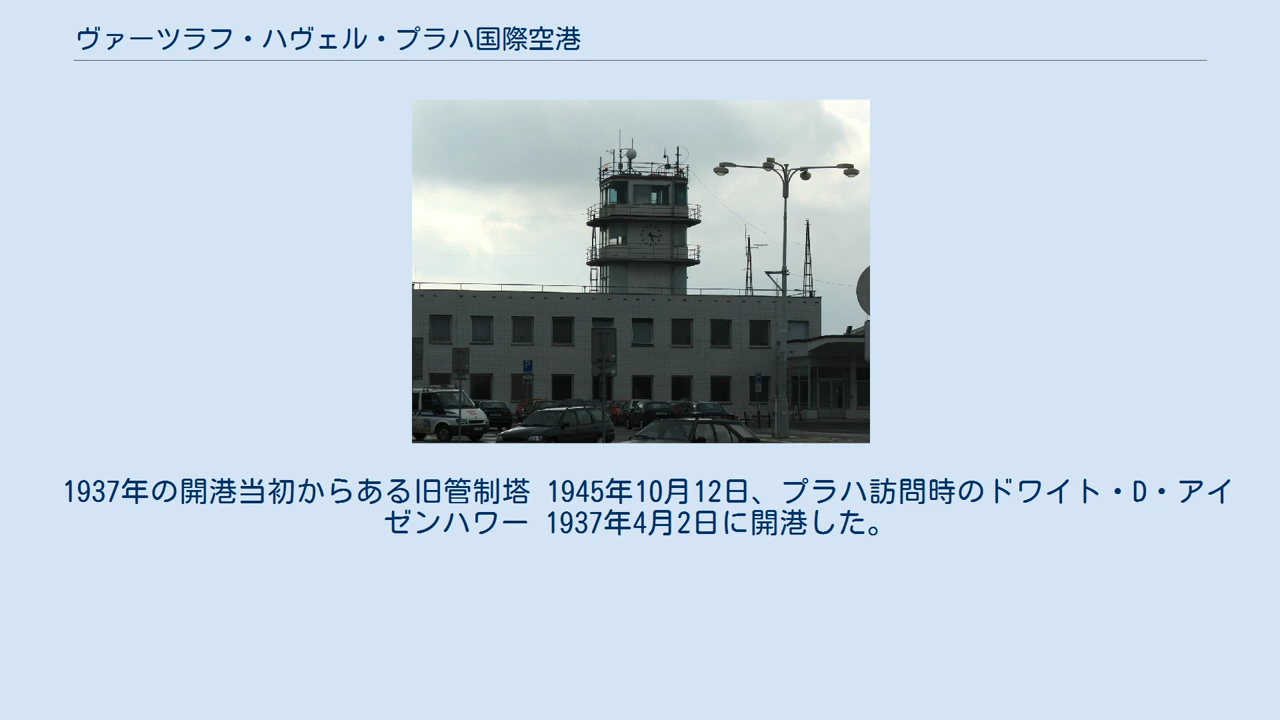 ヴァーツラフ・ハヴェル・プラハ国際空港
1937年の開港当初からある旧管制塔 1945年10月12日、プラハ訪問時のドワイト・D・アイ
ゼンハワー 1937年4月2日に開港した。